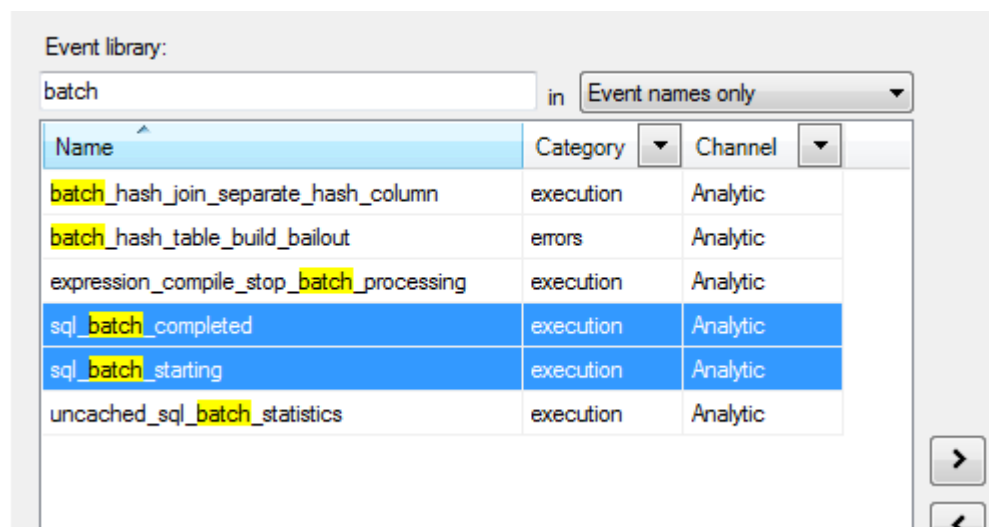 Event library:
batch in Event names only
Name Category Channel
batch_hash_join_separate_hash_column execution Analytic
batch_hash_table_build_bailout errors Analytic
expression_compile_stop_batch_processing execution Analytic
sql_batch_completed execution Analytic
sql_batch_starting execution Analytic
uncached_sql_batch_statistics execution Analytic